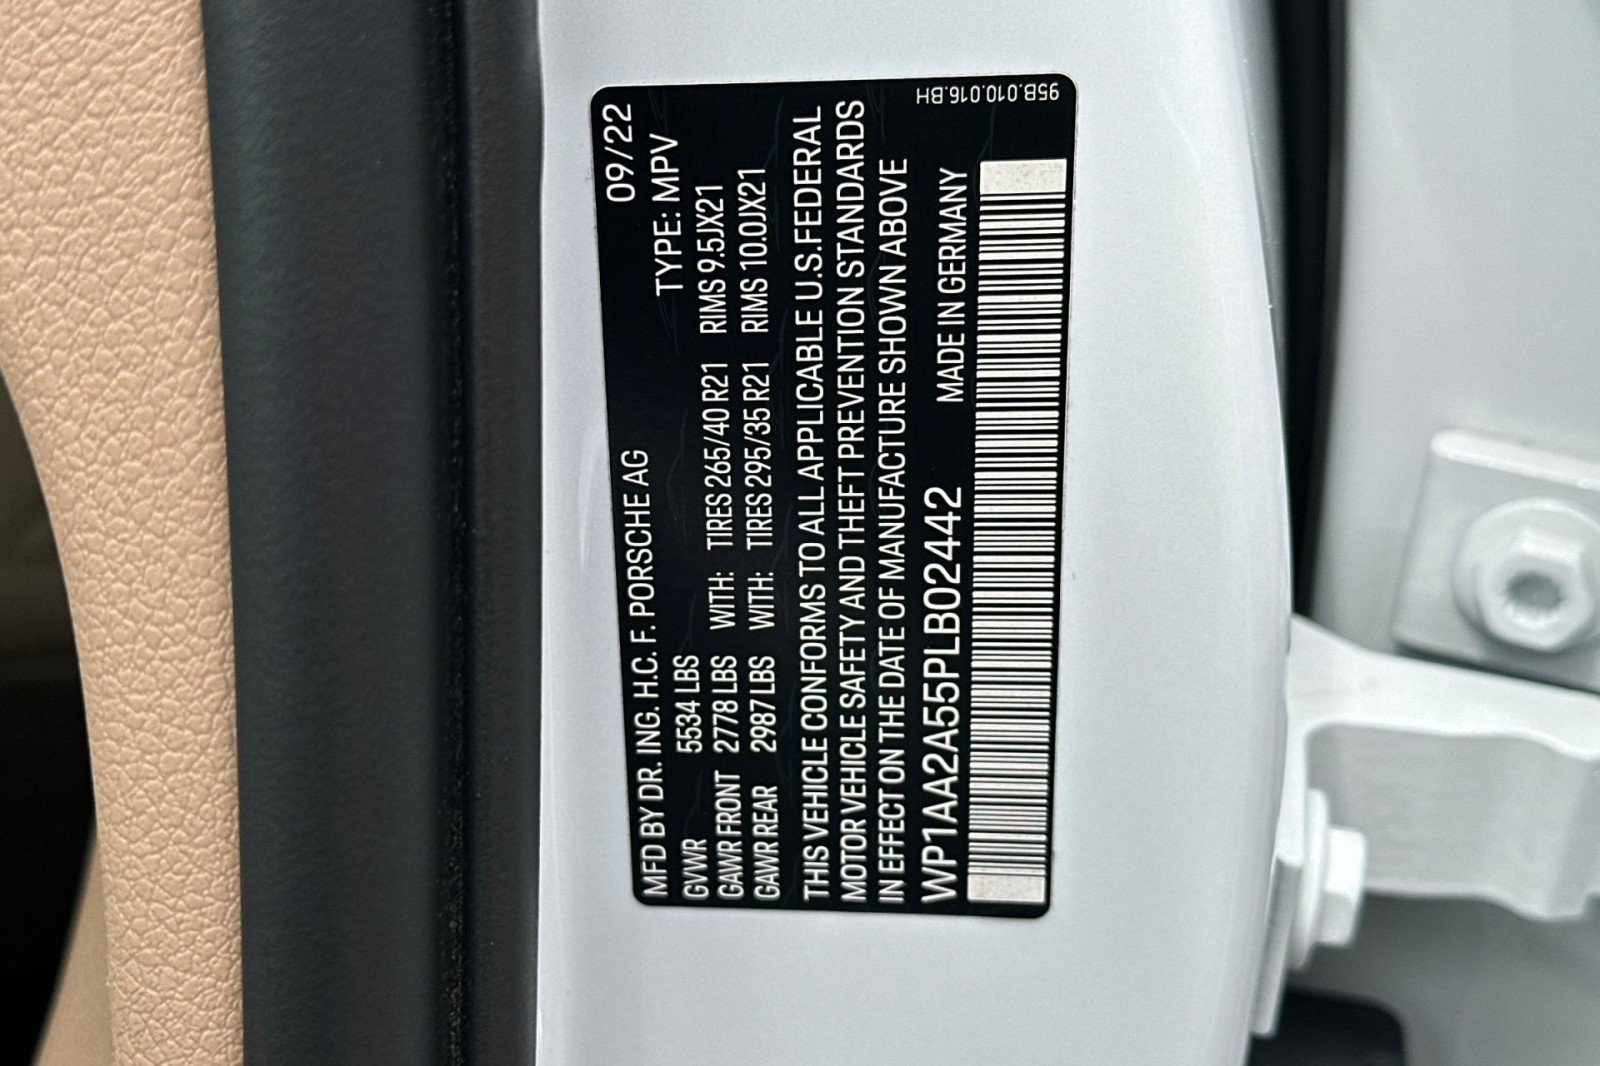 09/22
MFD BY DR. ING. H.C. F. PORSCHE AG TYPE: MPV
GVWR 5534 LBS
GAWR FRONT 2778 LBS WITH: TIRES 265/40 R21 RIMS 9.5JX21
GAWR REAR 2987 LBS WITH: TIRES 295/35 R21 RIMS 10.0JX21
THIS VEHICLE CONFORMS TO ALL APPLICABLE U.S. FEDERAL
MOTOR VEHICLE SAFETY AND THEFT PREVENTION STANDARDS
IN EFFECT ON THE DATE OF MANUFACTURE SHOWN ABOVE
WP1AA2A55PLB02442 MADE IN GERMANY
95B.010.016.BH